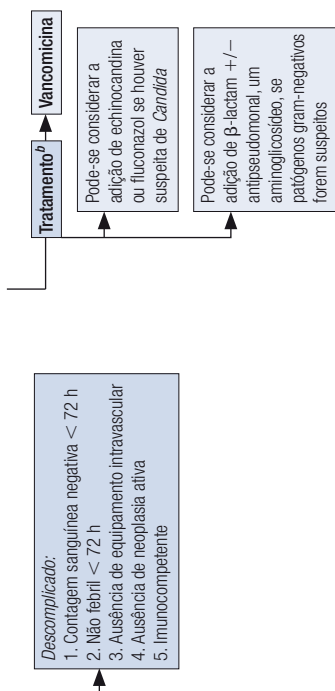 Descomplicado:
1. Contagem sanguínea negativa < 72 h
2. Não febril < 72 h
3. Ausência de equipamento intravascular
4. Ausência de neoplasia ativa
5. Imunocompetente
Tratamentoᵇ
Vancomicina
Pode-se considerar a
adição de echinocandina
ou fluconazol se houver
suspeita de Candida
Pode-se considerar a
adição de β-lactam +/−
antipseudomonal, um
aminoglicosídeo, se
patógenos gram-negativos
forem suspeitos